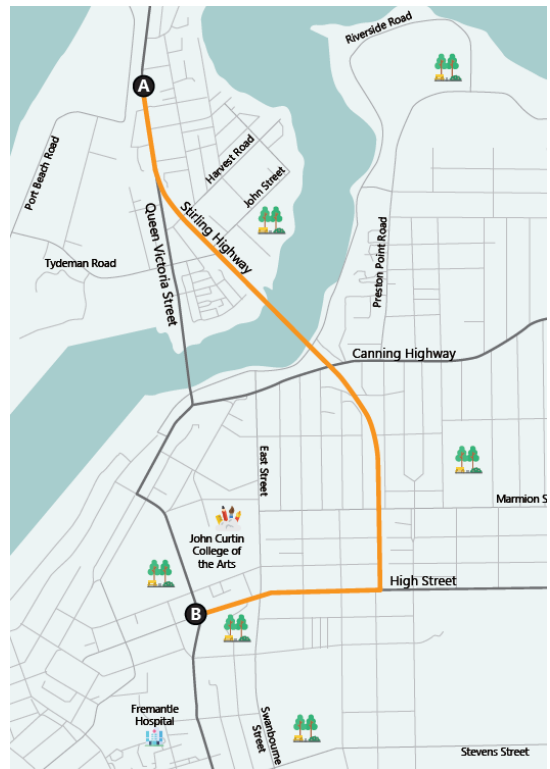 Riverside Road
A
Port Beach Road
Harvest Road
John Street
Stirling Highway
Queen Victoria Street
Tydeman Road
Preston Point Road
Canning Highway
East Street
Marmion S
John Curtin
College of
the Arts
High Street
B
Fremantle
Hospital
Swanbourne
Street
Stevens Street